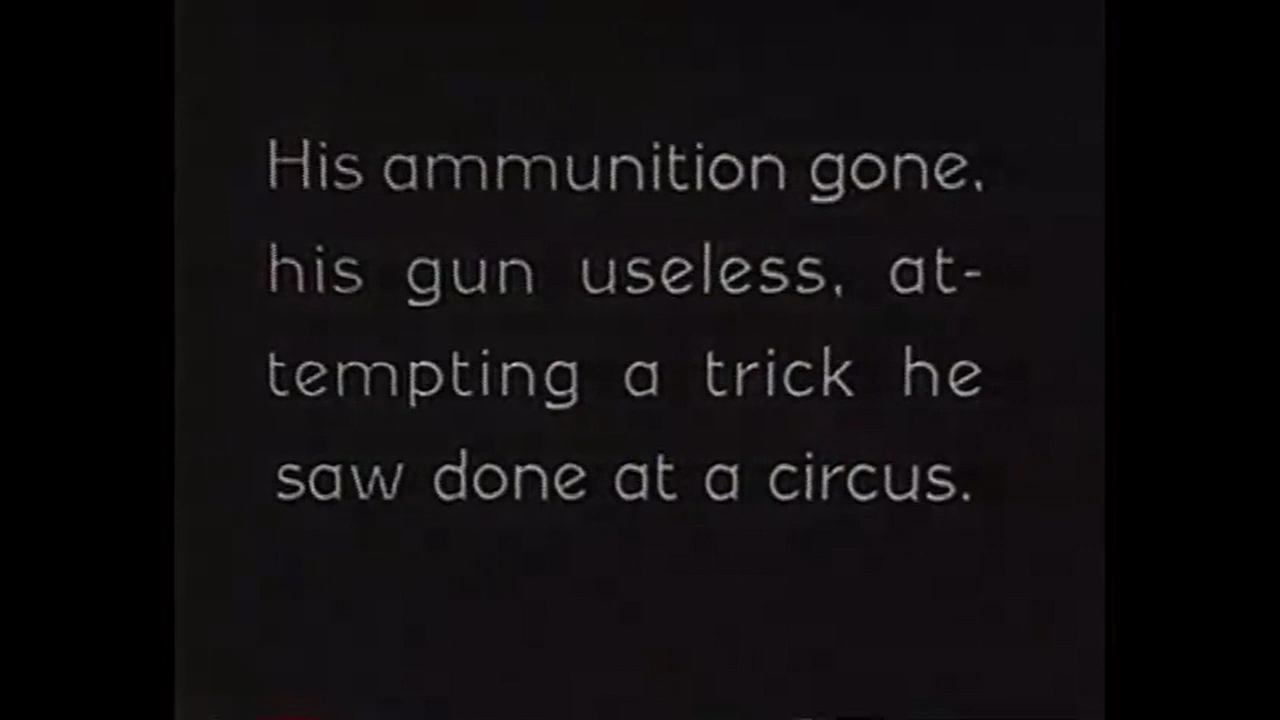 His ammunition gone,
his gun useless, at-
tempting a trick he
saw done at a circus.